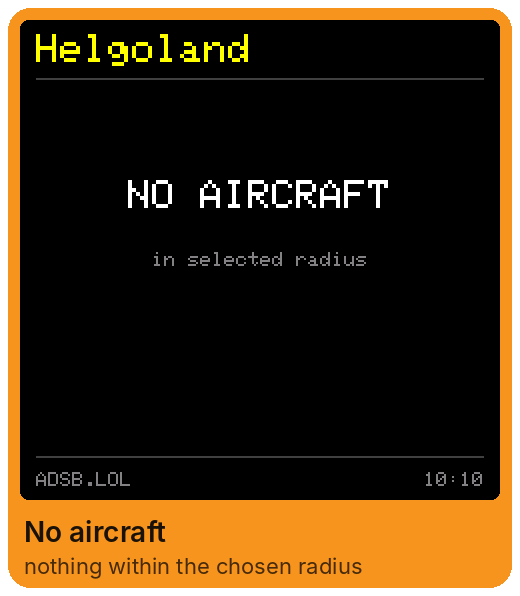 Helgoland
NO AIRCRAFT
in selected radius
ADSB.LOL 10:10
No aircraft
nothing within the chosen radius